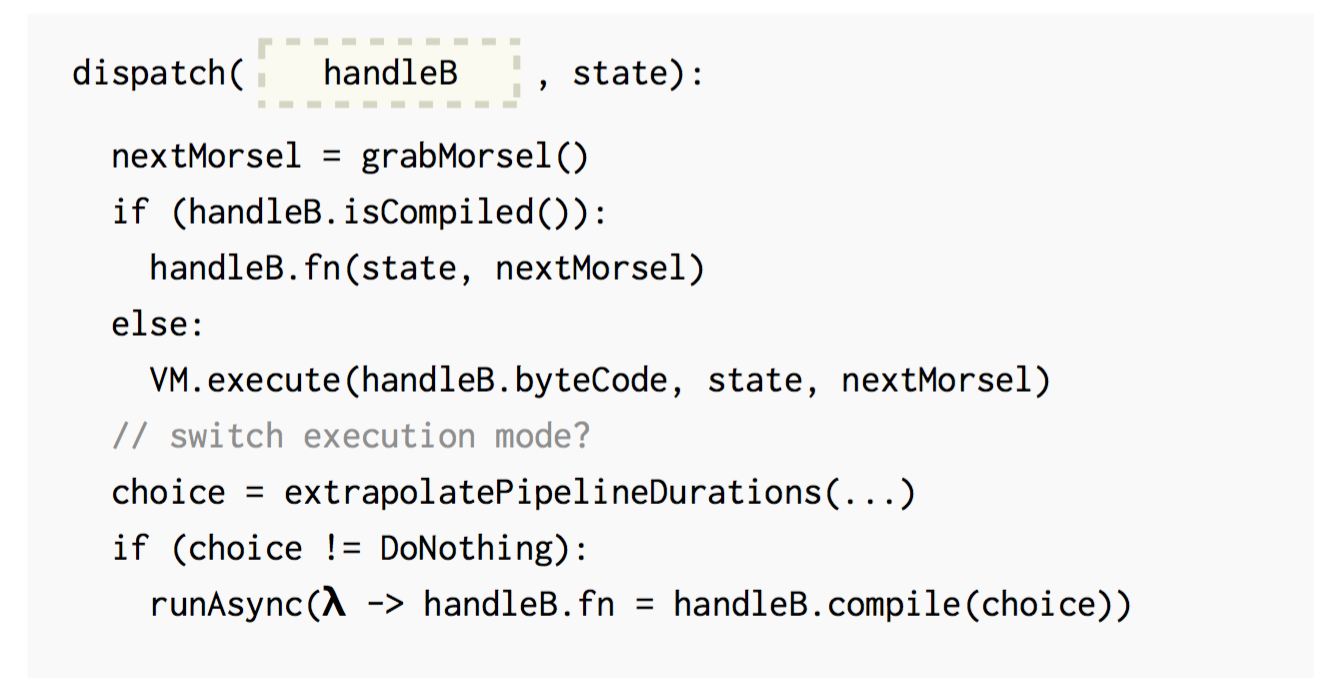 dispatch( handleB , state):
nextMorsel = grabMorsel()
if (handleB.isCompiled()):
handleB.fn(state, nextMorsel)
else:
VM.execute(handleB.byteCode, state, nextMorsel)
// switch execution mode?
choice = extrapolatePipelineDurations(...)
if (choice != DoNothing):
runAsync(λ -> handleB.fn = handleB.compile(choice))